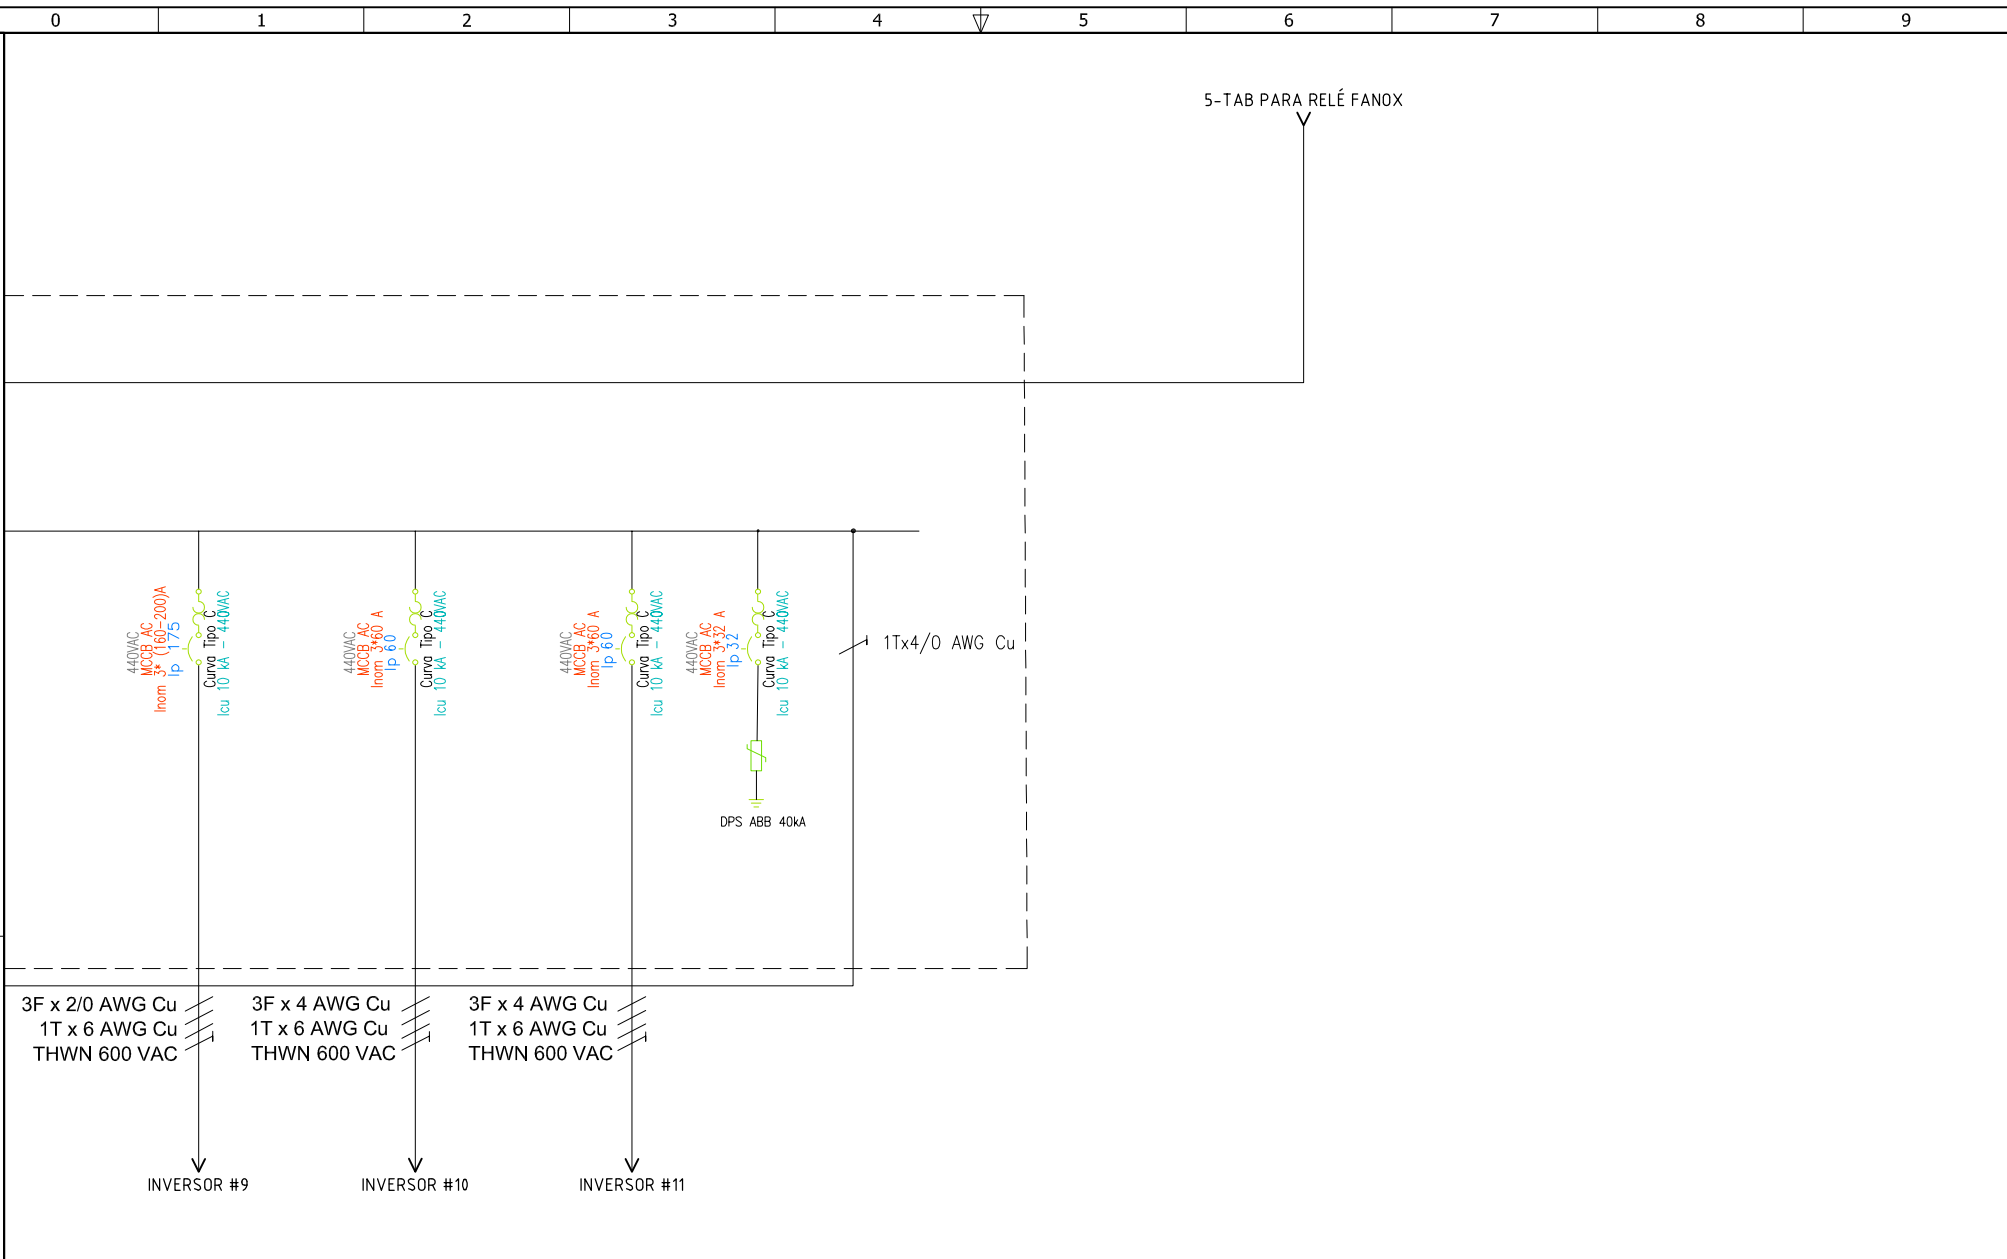 0 1 2 3 4 5 6 7 8 9
5-TAB PARA RELÉ FANOX
440VAC
MCCB AC
Inom 3* (160-200)A
Ip 175
Curva Tipo C
Icu 10 kA - 440VAC
440VAC
MCCB AC
Inom 3*60 A
Ip 60
Curva Tipo C
Icu 10 kA - 440VAC
440VAC
MCCB AC
Inom 3*60 A
Ip 60
Curva Tipo C
Icu 10 kA - 440VAC
440VAC
MCCB AC
Inom 3*32 A
Ip 32
Curva Tipo C
Icu 10 kA - 440VAC
1Tx4/0 AWG Cu
DPS ABB 40kA
3F x 2/0 AWG Cu
1T x 6 AWG Cu
THWN 600 VAC
3F x 4 AWG Cu
1T x 6 AWG Cu
THWN 600 VAC
3F x 4 AWG Cu
1T x 6 AWG Cu
THWN 600 VAC
INVERSOR #9
INVERSOR #10
INVERSOR #11